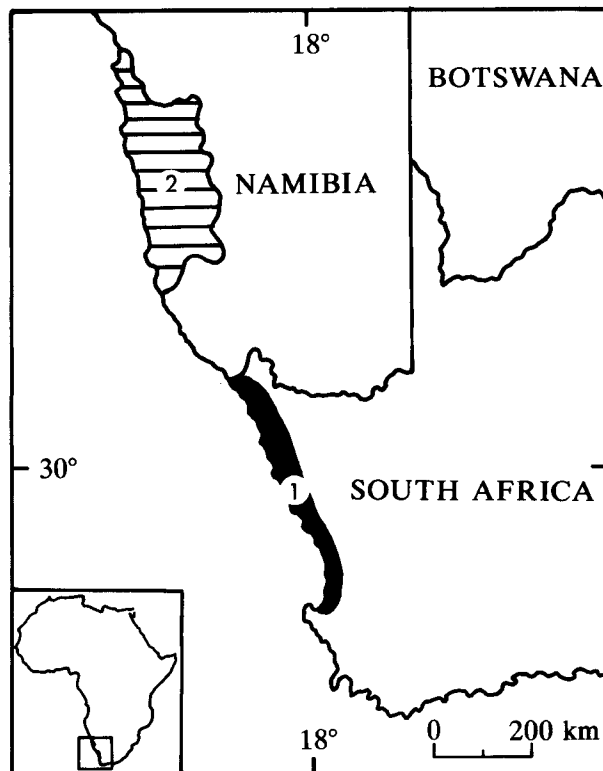 18°
BOTSWANA
2
NAMIBIA
30°
1
SOUTH AFRICA
18°
0 200 km